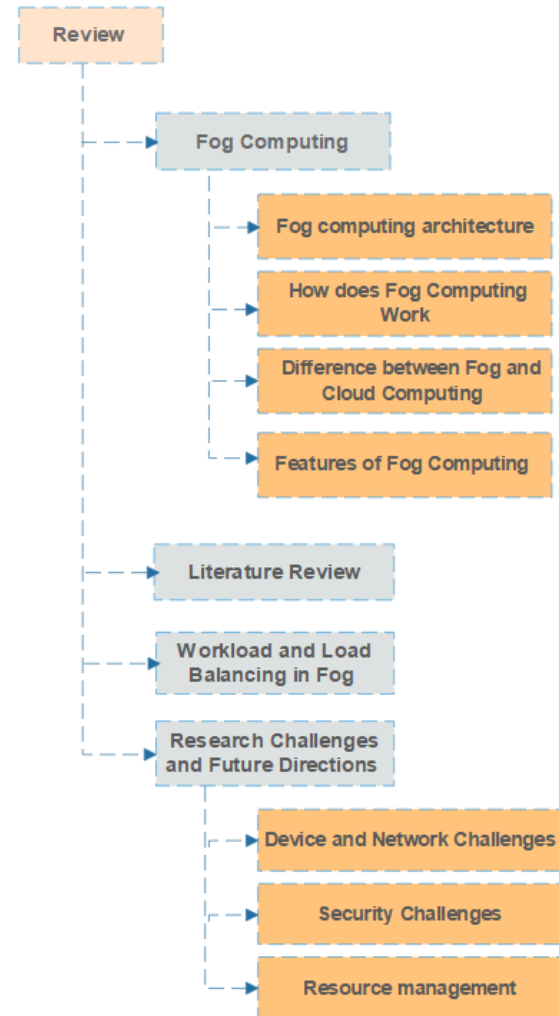 Review
Fog Computing
Fog computing architecture
How does Fog Computing
Work
Difference between Fog and
Cloud Computing
Features of Fog Computing
Literature Review
Workload and Load
Balancing in Fog
Research Challenges
and Future Directions
Device and Network Challenges
Security Challenges
Resource management